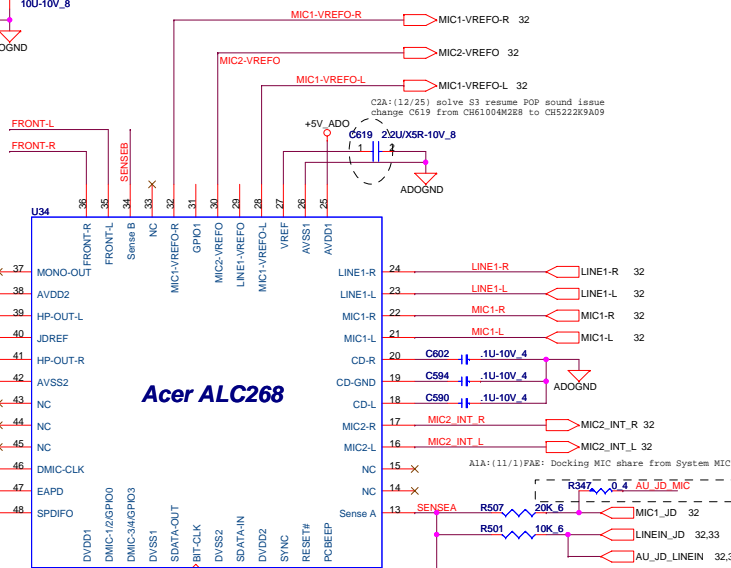 10U-10V_8
OGND
MIC1-VREFO-R
MIC1-VREFO-R 32
MIC2-VREFO
MIC2-VREFO 32
MIC1-VREFO-L
MIC1-VREFO-L 32
C2A:(12/25) solve S3 resume POP sound issue
change C619 from CH61004M2E8 to CH5222K9A09
+5V_ADO
C619 2.2U/X5R-10V_8
1 2
ADOGND
FRONT-L
FRONT-R
SENSEB
36 35 34 33 32 31 30 29 28 27 26 25
U34
FRONT-R
FRONT-L
Sense B
NC
MIC1-VREFO-R
GPIO1
MIC2-VREFO
LINE1-VREFO
MIC1-VREFO-L
VREF
AVSS1
AVDD1
37 MONO-OUT
38 AVDD2
39 HP-OUT-L
40 JDREF
41 HP-OUT-R
42 AVSS2
43 NC
44 NC
45 NC
46 DMIC-CLK
47 EAPD
48 SPDIFO
Acer ALC268
LINE1-R 24 LINE1-R LINE1-R 32
LINE1-L 23 LINE1-L LINE1-L 32
MIC1-R 22 MIC1-R MIC1-R 32
MIC1-L 21 MIC1-L MIC1-L 32
CD-R 20 C602 .1U-10V_4
CD-GND 19 C594 .1U-10V_4
ADOGND
CD-L 18 C590 .1U-10V_4
MIC2-R 17 MIC2_INT_R MIC2_INT_R 32
MIC2-L 16 MIC2_INT_L MIC2_INT_L 32
A1A:(11/1)FAE: Docking MIC share from System MIC
NC 15
NC 14
R347 0_4 AU_JD_MIC
Sense A 13 SENSEA R507 20K_6 MIC1_JD 32
R501 10K_6 LINEIN_JD 32,33
AU_JD_LINEIN 32,3
DVDD1
DMIC-1/2/GPIO0
DMIC-3/4/GPIO3
DVSS1
SDATA-OUT
BIT-CLK
DVSS2
SDATA-IN
DVDD2
SYNC
RESET#
PCBEEP